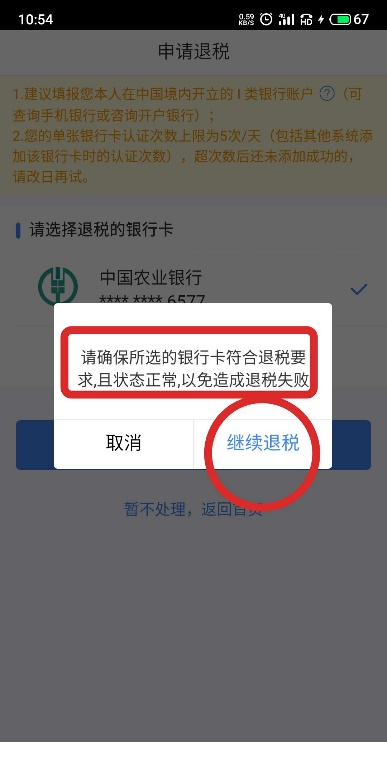 10:54
0.59
KB/S
4G
HD
67
申请退税
1.建议填报您本人在中国境内开立的Ⅰ类银行账户 ? （可
查询手机银行或咨询开户银行）；
2.您的单张银行卡认证次数上限为5次/天（包括其他系统添
加该银行卡时的认证次数），超次数后还未添加成功的，
请改日再试。
请选择退税的银行卡
中国农业银行
**** **** 6577
请确保所选的银行卡符合退税要
求,且状态正常,以免造成退税失败
取消
继续退税
暂不处理，返回首页